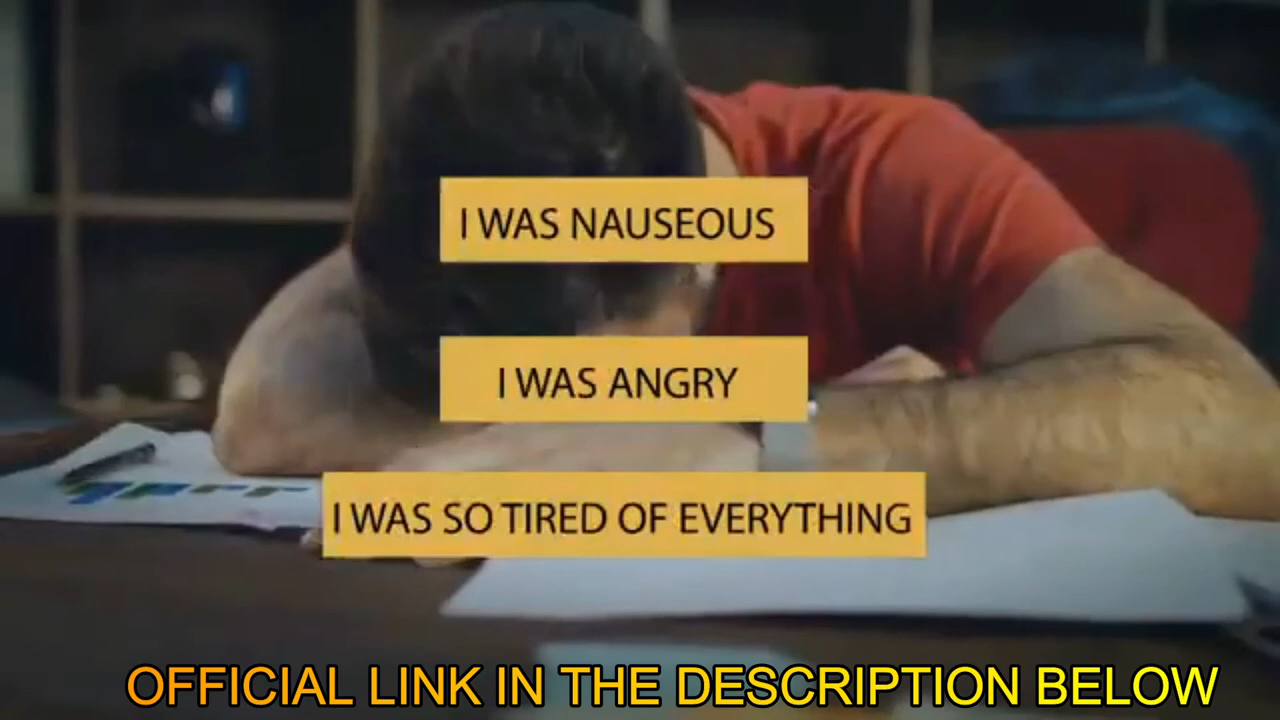 I WAS NAUSEOUS
I WAS ANGRY
I WAS SO TIRED OF EVERYTHING
OFFICIAL LINK IN THE DESCRIPTION BELOW